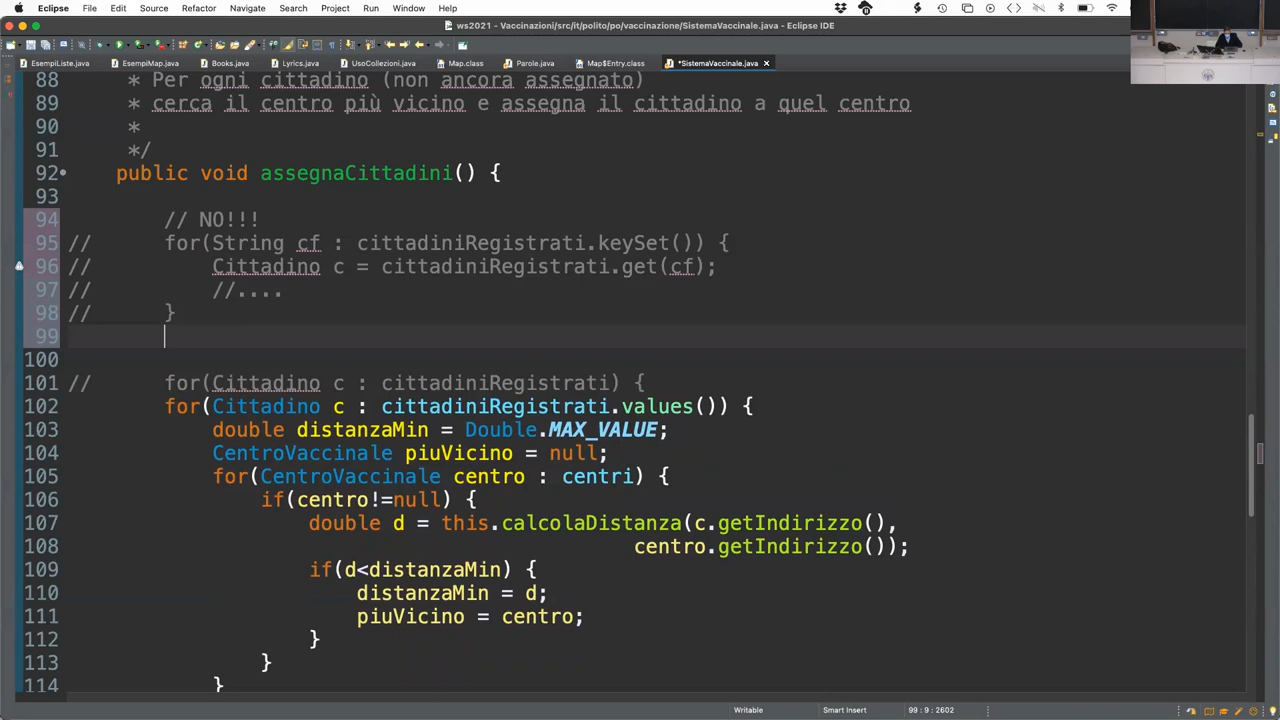 Eclipse File Edit Source Refactor Navigate Search Project Run Window Help
ws2021 - Vaccinazioni/src/it/polito/po/vaccinazione/SistemaVaccinale.java - Eclipse IDE
EsempiListe.java EsempiMap.java Books.java Lyrics.java UsoCollezioni.java Map.class Parole.java Map$Entry.class *SistemaVaccinale.java
88 * Per ogni cittadino (non ancora assegnato)
89 * cerca il centro più vicino e assegna il cittadino a quel centro
90 *
91 */
92 public void assegnaCittadini() {
93
94 // NO!!!
95 // for(String cf : cittadiniRegistrati.keySet()) {
96 // Cittadino c = cittadiniRegistrati.get(cf);
97 // //....
98 // }
99
100
101 // for(Cittadino c : cittadiniRegistrati) {
102 for(Cittadino c : cittadiniRegistrati.values()) {
103 double distanzaMin = Double.MAX_VALUE;
104 CentroVaccinale piuVicino = null;
105 for(CentroVaccinale centro : centri) {
106 if(centro!=null) {
107 double d = this.calcolaDistanza(c.getIndirizzo(),
108 centro.getIndirizzo());
109 if(d<distanzaMin) {
110 distanzaMin = d;
111 piuVicino = centro;
112 }
113 }
114 }
Writable Smart Insert 99 : 9 : 2602